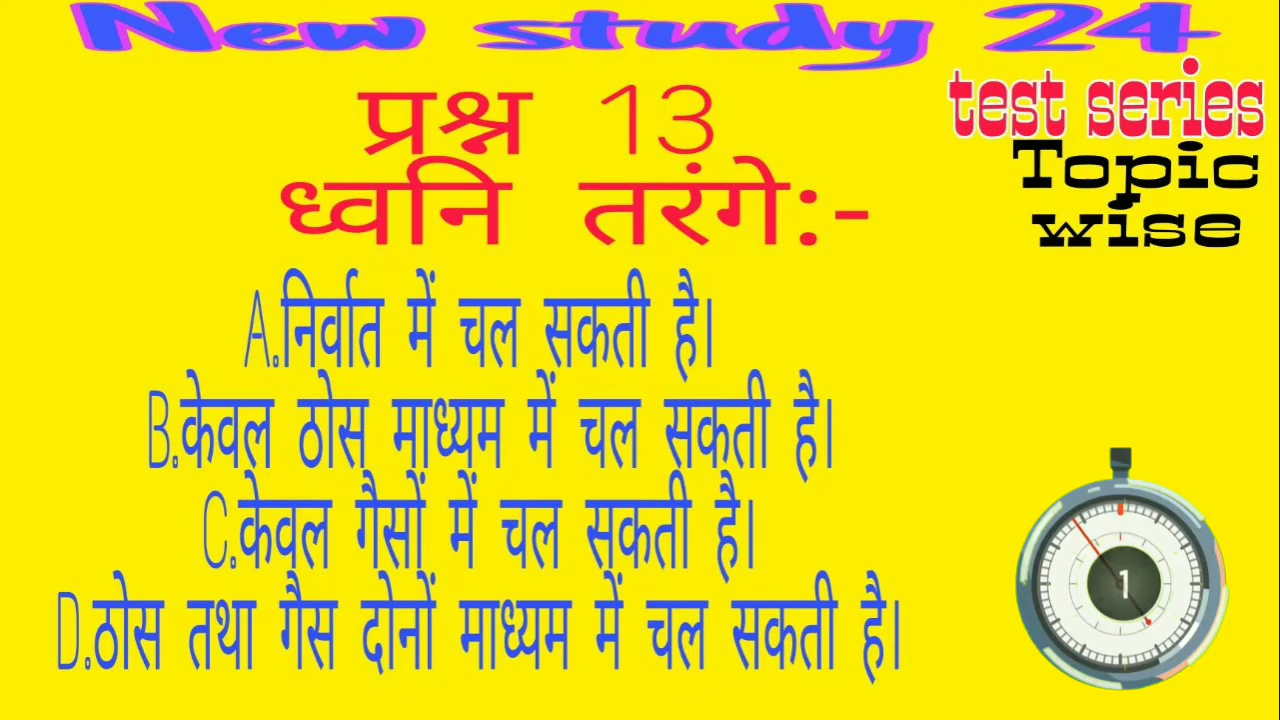 New study 24
test series
Topic
wise
प्रश्न 13
ध्वनि तरंगे:-
A.निर्वात में चल सकती है।
B.केवल ठोस माध्यम में चल सकती है।
C.केवल गैसों में चल सकती है।
D.ठोस तथा गैस दोनों माध्यम में चल सकती है।
1